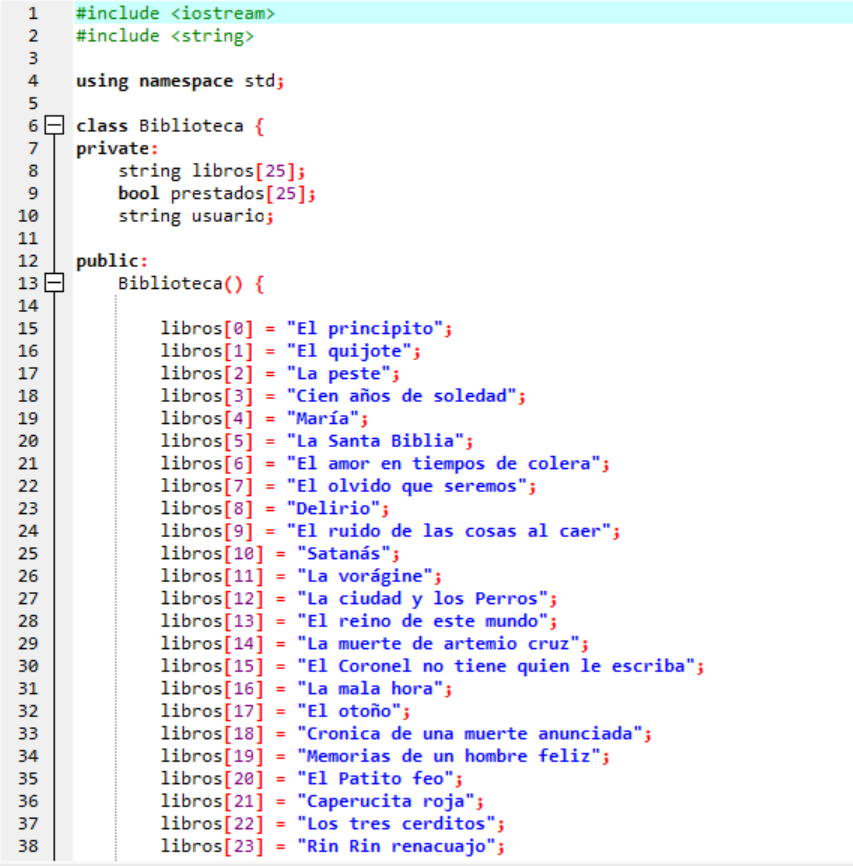 1 #include <iostream>
2 #include <string>
3
4 using namespace std;
5
6 class Biblioteca {
7 private:
8 string libros[25];
9 bool prestados[25];
10 string usuario;
11
12 public:
13 Biblioteca() {
14
15 libros[0] = "El principito";
16 libros[1] = "El quijote";
17 libros[2] = "La peste";
18 libros[3] = "Cien años de soledad";
19 libros[4] = "María";
20 libros[5] = "La Santa Biblia";
21 libros[6] = "El amor en tiempos de colera";
22 libros[7] = "El olvido que seremos";
23 libros[8] = "Delirio";
24 libros[9] = "El ruido de las cosas al caer";
25 libros[10] = "Satanás";
26 libros[11] = "La vorágine";
27 libros[12] = "La ciudad y los Perros";
28 libros[13] = "El reino de este mundo";
29 libros[14] = "La muerte de artemio cruz";
30 libros[15] = "El Coronel no tiene quien le escriba";
31 libros[16] = "La mala hora";
32 libros[17] = "El otoño";
33 libros[18] = "Cronica de una muerte anunciada";
34 libros[19] = "Memorias de un hombre feliz";
35 libros[20] = "El Patito feo";
36 libros[21] = "Caperucita roja";
37 libros[22] = "Los tres cerditos";
38 libros[23] = "Rin Rin renacuajo";